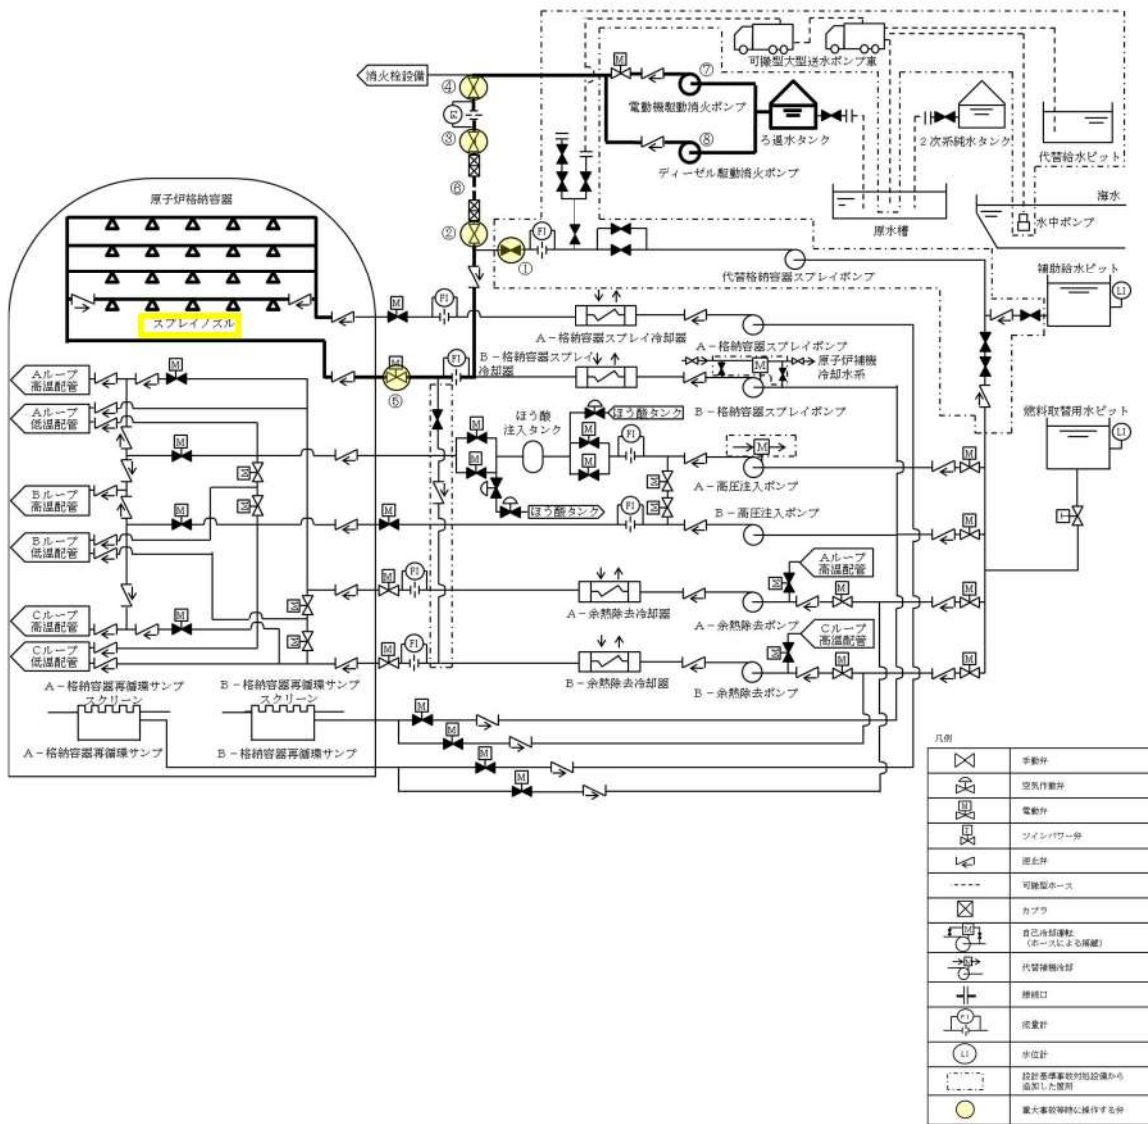 可搬型大型送水ポンプ車
消火栓設備
④
M
⑦
電動機駆動消火ポンプ
③
⑧
ろ過水タンク
2次系純水タンク
代替給水ピット
ディーゼル駆動消火ポンプ
⑥
原子炉格納容器
海水
水中ポンプ
原水槽
②
FI
①
代替格納容器スプレイポンプ
補助給水ピット
LI
スプレイノズル
M
FI
A-格納容器スプレイ冷却器
A-格納容器スプレイポンプ
B-格納容器スプレイ
冷却器
M
原子炉補機
冷却水系
M
FI
⑤
B-格納容器スプレイポンプ
Aループ
高温配管
Aループ
低温配管
ほう酸
注入タンク
ほう酸タンク
燃料取替用水ピット
LI
M
M
M
FI
M
M
M
M
A-高圧注入ポンプ
Bループ
高温配管
M
M
M
M
ほう酸タンク
FI
M
B-高圧注入ポンプ
Bループ
低温配管
Aループ
高温配管
M
FI
M
M
M
A-余熱除去冷却器
A-余熱除去ポンプ
Cループ
高温配管
M
M
Cループ
高温配管
Cループ
低温配管
M
M
FI
M
M
M
B-余熱除去冷却器
B-余熱除去ポンプ
A-格納容器再循環サンプ
スクリーン
B-格納容器再循環サンプ
スクリーン
M
M
A-格納容器再循環サンプ
B-格納容器再循環サンプ
M
M
凡例
手動弁
空気作動弁
M
電動弁
T
ツインパワー弁
逆止弁
可搬型ホース
カプラ
M
自己冷却運転
(ホースによる接続)
M
代替補機冷却
接続口
FI
流量計
LI
水位計
設計基準事故対処設備から
追加した箇所
重大事故等時に操作する弁